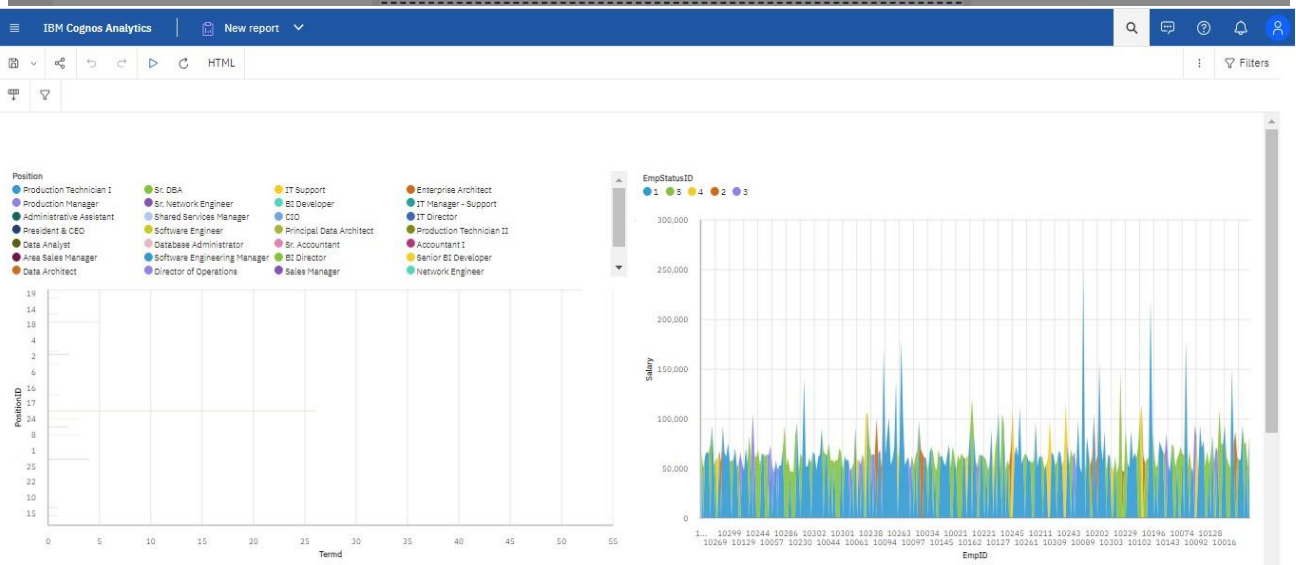 IBM Cognos Analytics New report
HTML Filters
Position
Production Technician I Sr. DBA IT Support Enterprise Architect
Production Manager Sr. Network Engineer BI Developer IT Manager - Support
Administrative Assistant Shared Services Manager CIO IT Director
President & CEO Software Engineer Principal Data Architect Production Technician II
Data Analyst Database Administrator Sr. Accountant Accountant I
Area Sales Manager Software Engineering Manager BI Director Senior BI Developer
Data Architect Director of Operations Sales Manager Network Engineer
19
14
18
4
2
6
16
17
24
8
1
25
22
10
15
PositionID
0 5 10 15 20 25 30 35 40 45 50 55
Termd
EmpStatusID
1 5 4 2 3
300,000
250,000
200,000
150,000
100,000
50,000
0
Salary
1... 10299 10244 10286 10302 10301 10238 10263 10034 10021 10221 10245 10211 10243 10202 10229 10196 10074 10128
10269 10129 10057 10230 10044 10061 10094 10097 10145 10162 10127 10261 10309 10089 10303 10102 10143 10092 10016
EmpID